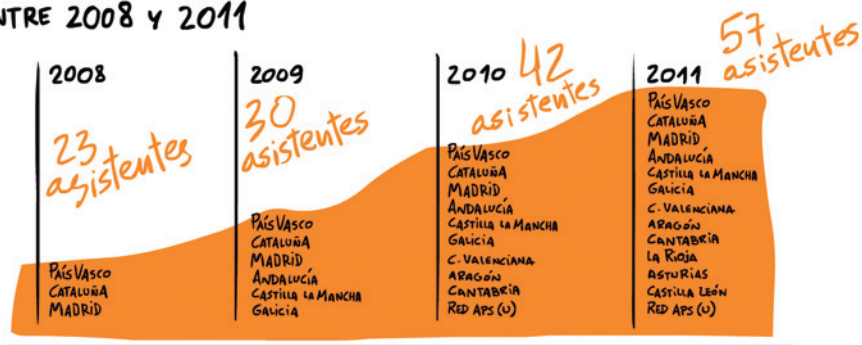 NTRE 2008 Y 2011
2008
23
asistentes
PAÍS VASCO
CATALUÑA
MADRID
2009
30
asistentes
PAÍS VASCO
CATALUÑA
MADRID
ANDALUCÍA
CASTILLA LA MANCHA
GALICIA
2010
42
asistentes
PAÍS VASCO
CATALUÑA
MADRID
ANDALUCÍA
CASTILLA LA MANCHA
GALICIA
C. VALENCIANA
ARAGÓN
CANTABRIA
RED APS (U)
2011
57
asistentes
PAÍS VASCO
CATALUÑA
MADRID
ANDALUCÍA
CASTILLA LA MANCHA
GALICIA
C. VALENCIANA
ARAGÓN
CANTABRIA
LA RIOJA
ASTURIAS
CASTILLA LEÓN
RED APS (U)